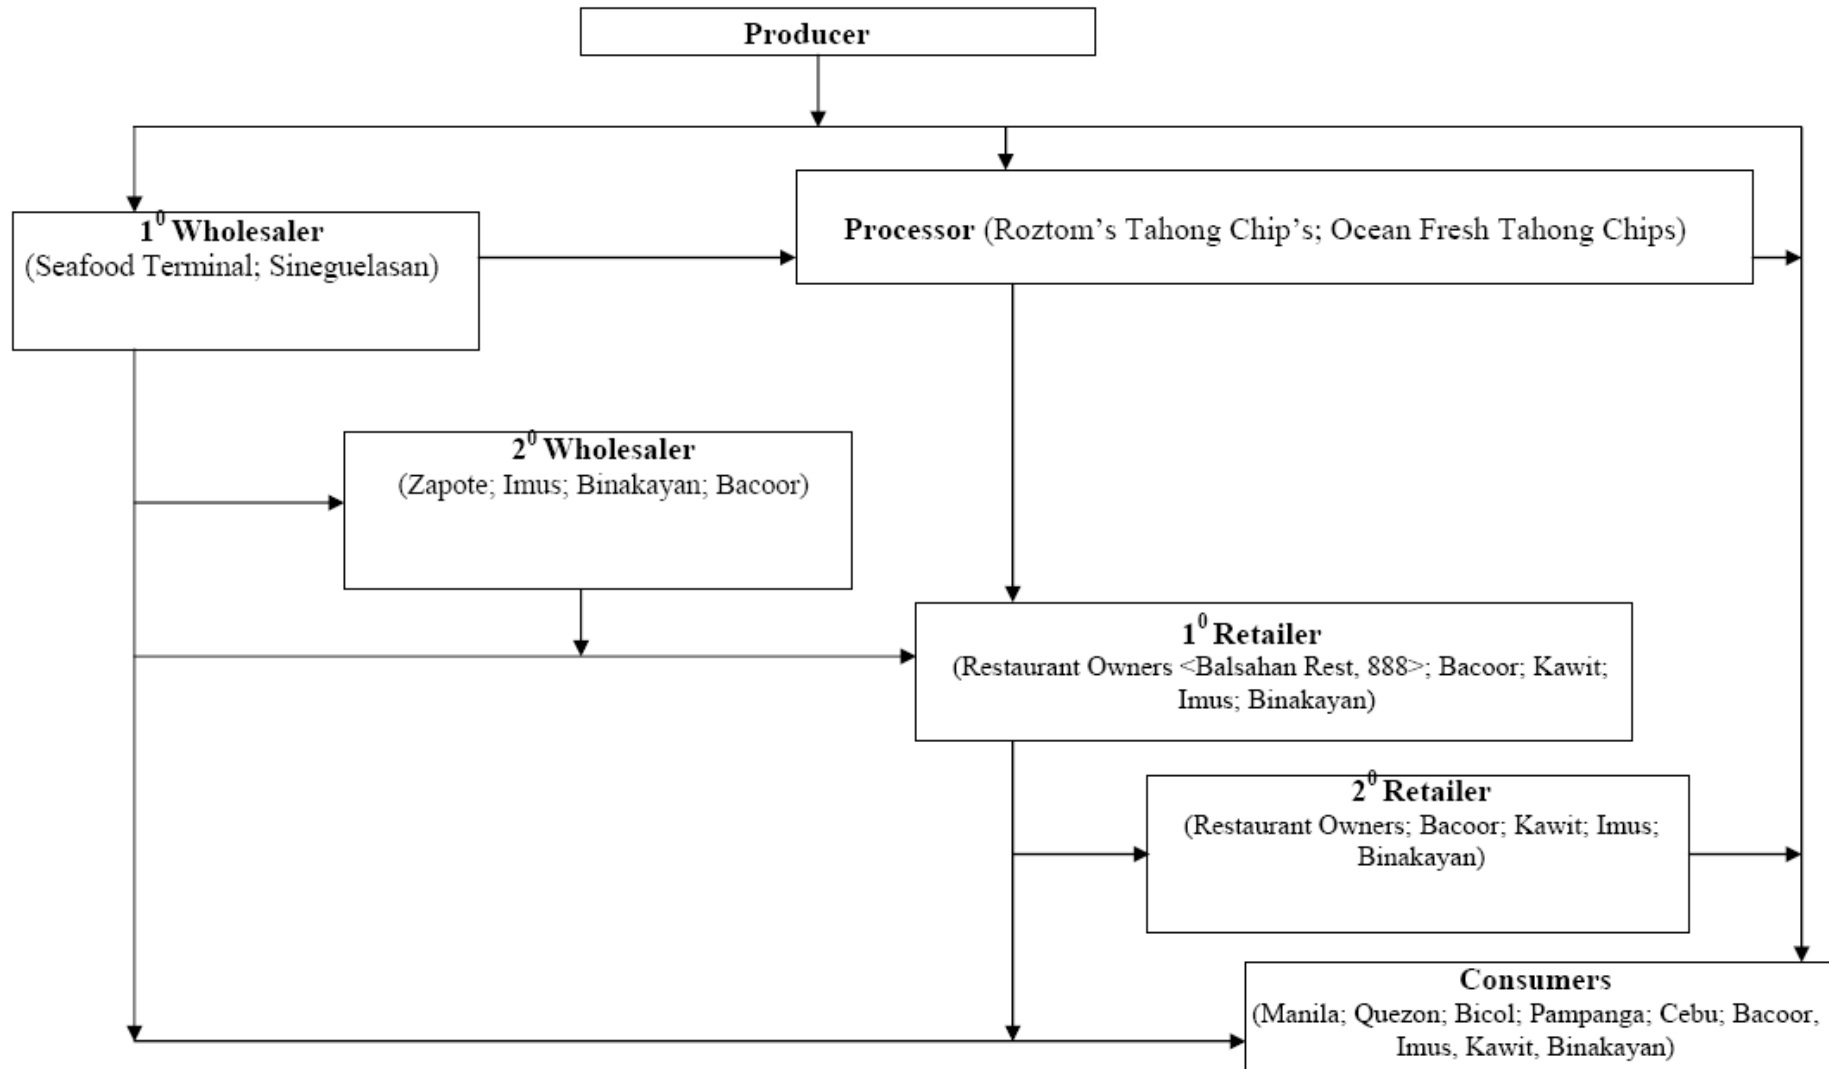 Producer
1⁰ Wholesaler
(Seafood Terminal; Sineguelasan)
Processor (Roztom’s Tahong Chip’s; Ocean Fresh Tahong Chips)
2⁰ Wholesaler
(Zapote; Imus; Binakayan; Bacoor)
1⁰ Retailer
(Restaurant Owners <Balsahan Rest, 888>; Bacoor; Kawit;
Imus; Binakayan)
2⁰ Retailer
(Restaurant Owners; Bacoor; Kawit; Imus;
Binakayan)
Consumers
(Manila; Quezon; Bicol; Pampanga; Cebu; Bacoor,
Imus, Kawit, Binakayan)